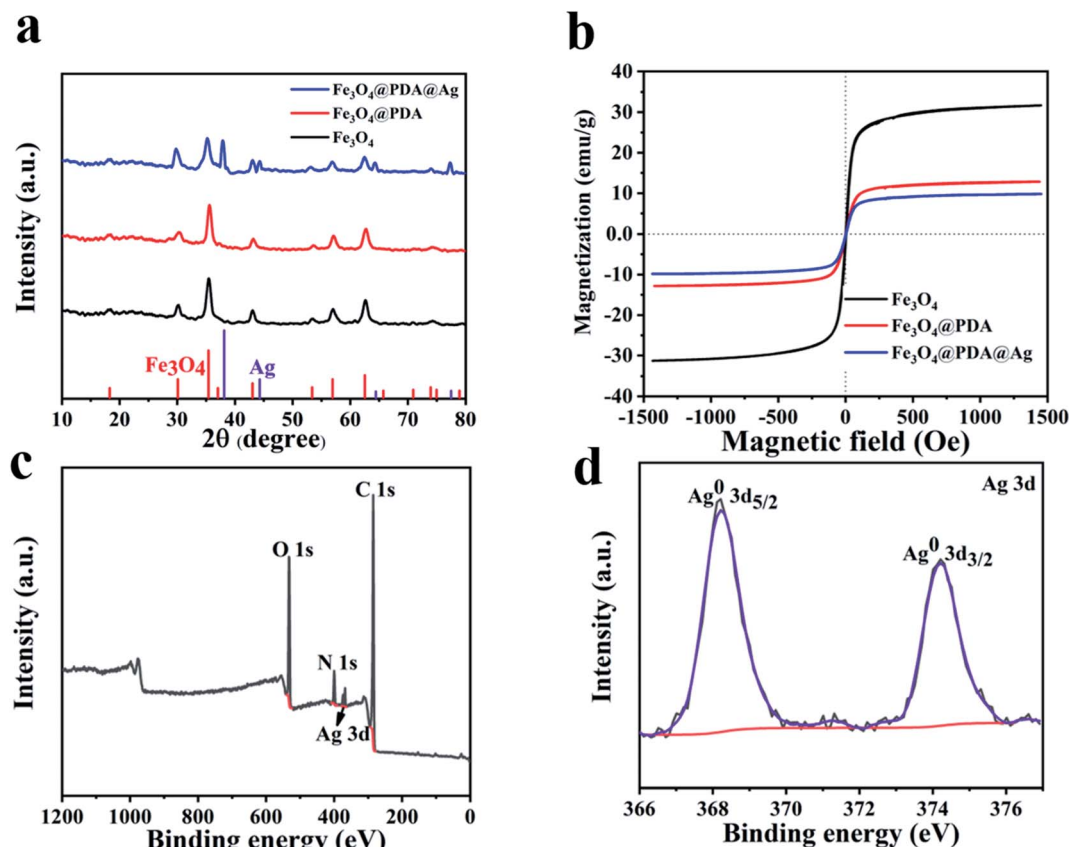 a
Fe₃O₄@PDA@Ag
Fe₃O₄@PDA
Fe₃O₄
Intensity (a.u.)
Fe₃O₄
Ag
10 20 30 40 50 60 70 80
2θ (degree)
b
Magnetization (emu/g)
40
30
20
10
0.0
-10
-20
-30
-40
Fe₃O₄
Fe₃O₄@PDA
Fe₃O₄@PDA@Ag
-1500 -1000 -500 0 500 1000 1500
Magnetic field (Oe)
c
C 1s
O 1s
N 1s
Ag 3d
Intensity (a.u.)
1200 1000 800 600 400 200 0
Binding energy (eV)
d
Ag 3d
Ag⁰ 3d₅/₂
Ag⁰ 3d₃/₂
Intensity (a.u.)
366 368 370 372 374 376
Binding energy (eV)